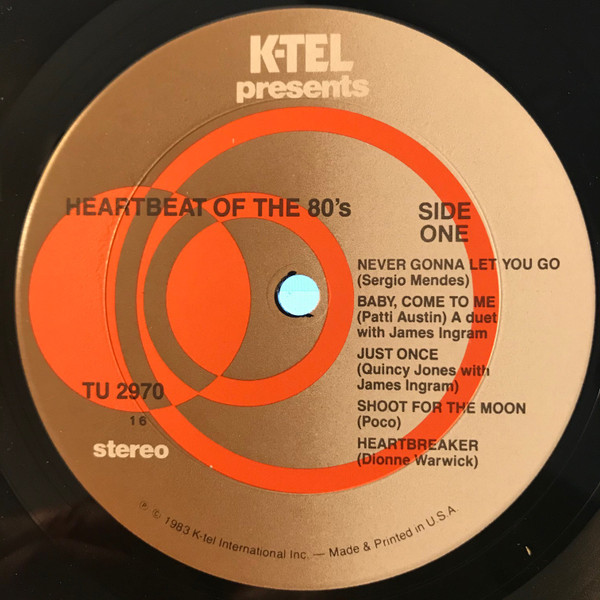 K-TEL
presents
HEARTBEAT OF THE 80's
SIDE
ONE
NEVER GONNA LET YOU GO
(Sergio Mendes)
BABY, COME TO ME
(Patti Austin) A duet
with James Ingram
JUST ONCE
(Quincy Jones with
James Ingram)
SHOOT FOR THE MOON
(Poco)
HEARTBREAKER
(Dionne Warwick)
TU 2970
16
stereo
℗ © 1983 K-tel International Inc. — Made & Printed in U.S.A